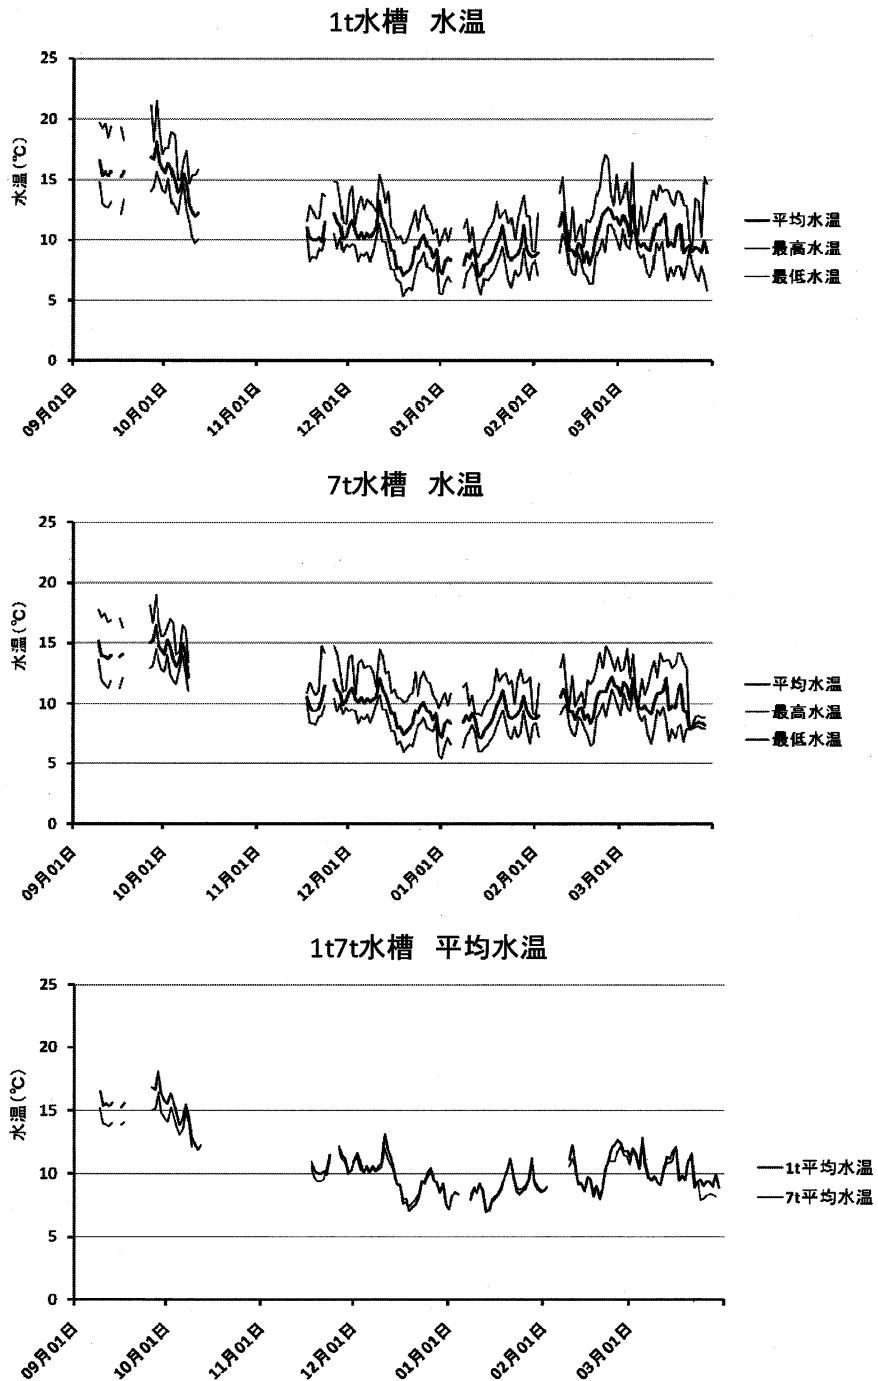 1t水槽 水温
25
20
15
10
5
0
水温(℃)
09月01日
10月01日
11月01日
12月01日
01月01日
02月01日
03月01日
平均水温
最高水温
最低水温
7t水槽 水温
25
20
15
10
5
0
水温(℃)
09月01日
10月01日
11月01日
12月01日
01月01日
02月01日
03月01日
平均水温
最高水温
最低水温
1t7t水槽 平均水温
25
20
15
10
5
0
水温(℃)
09月01日
10月01日
11月01日
12月01日
01月01日
02月01日
03月01日
1t平均水温
7t平均水温